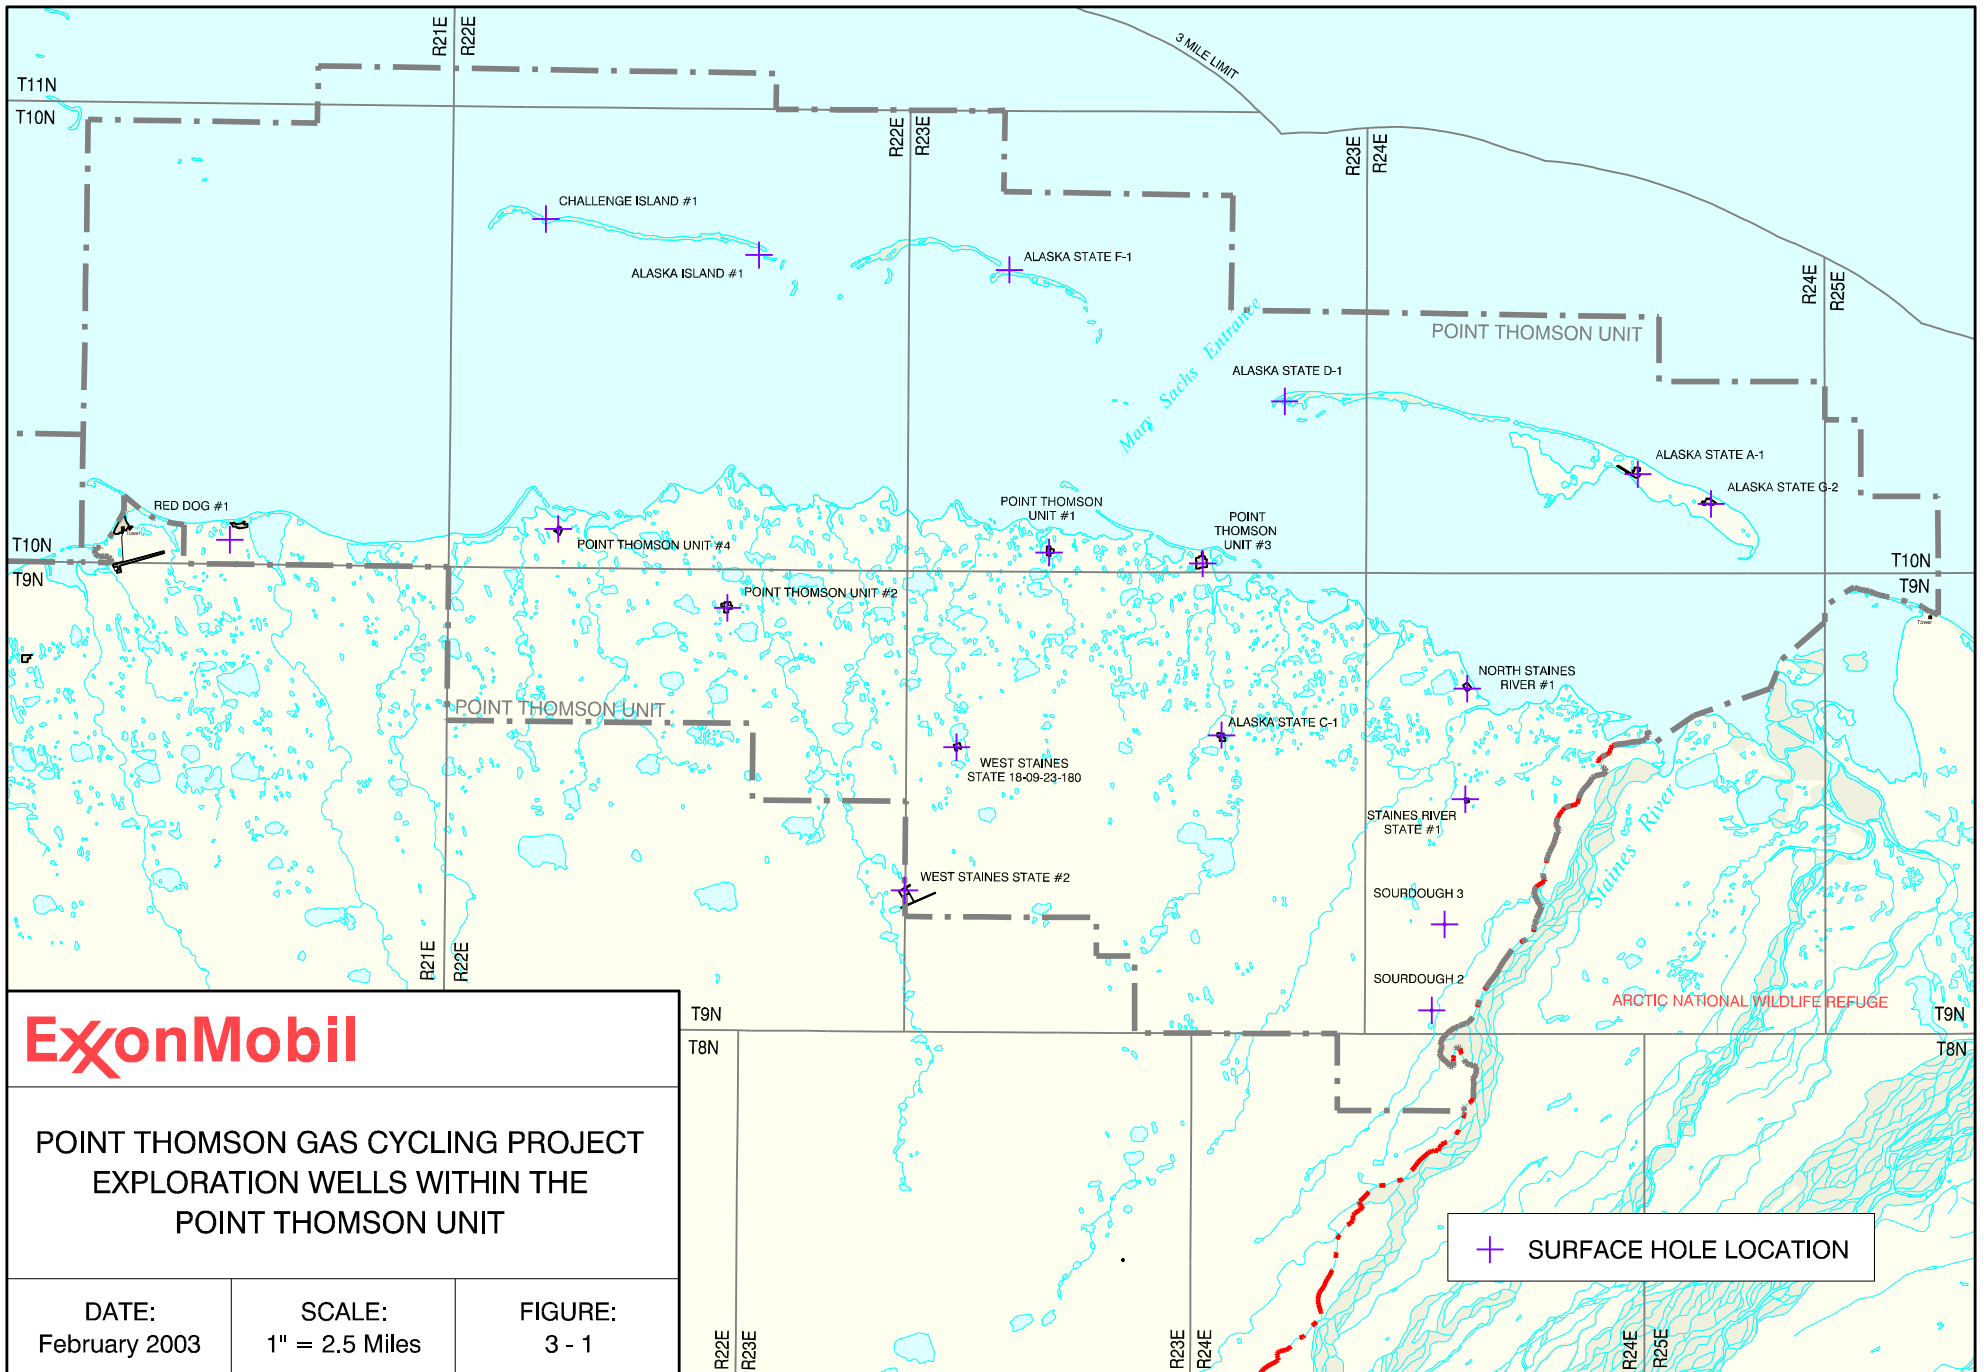 R21E
R22E
3 MILE LIMIT
T11N
T10N
R22E
R23E
R23E
R24E
CHALLENGE ISLAND #1
ALASKA ISLAND #1
ALASKA STATE F-1
R24E
R25E
Mary Sachs Entrance
POINT THOMSON UNIT
ALASKA STATE D-1
ALASKA STATE A-1
ALASKA STATE G-2
RED DOG #1
Tower
POINT THOMSON
UNIT #1
POINT
THOMSON
UNIT #3
POINT THOMSON UNIT #4
T10N
T9N
T10N
T9N
POINT THOMSON UNIT #2
Tower
NORTH STAINES
RIVER #1
POINT THOMSON UNIT
ALASKA STATE C-1
WEST STAINES
STATE 18-09-23-180
STAINES RIVER
STATE #1
Staines River
WEST STAINES STATE #2
SOURDOUGH 3
R21E
R22E
SOURDOUGH 2
ARCTIC NATIONAL WILDLIFE REFUGE
T9N
T8N
T9N
T8N
ExxonMobil
POINT THOMSON GAS CYCLING PROJECT
EXPLORATION WELLS WITHIN THE
POINT THOMSON UNIT
SURFACE HOLE LOCATION
DATE:
February 2003
SCALE:
1" = 2.5 Miles
FIGURE:
3 - 1
R22E
R23E
R23E
R24E
R24E
R25E